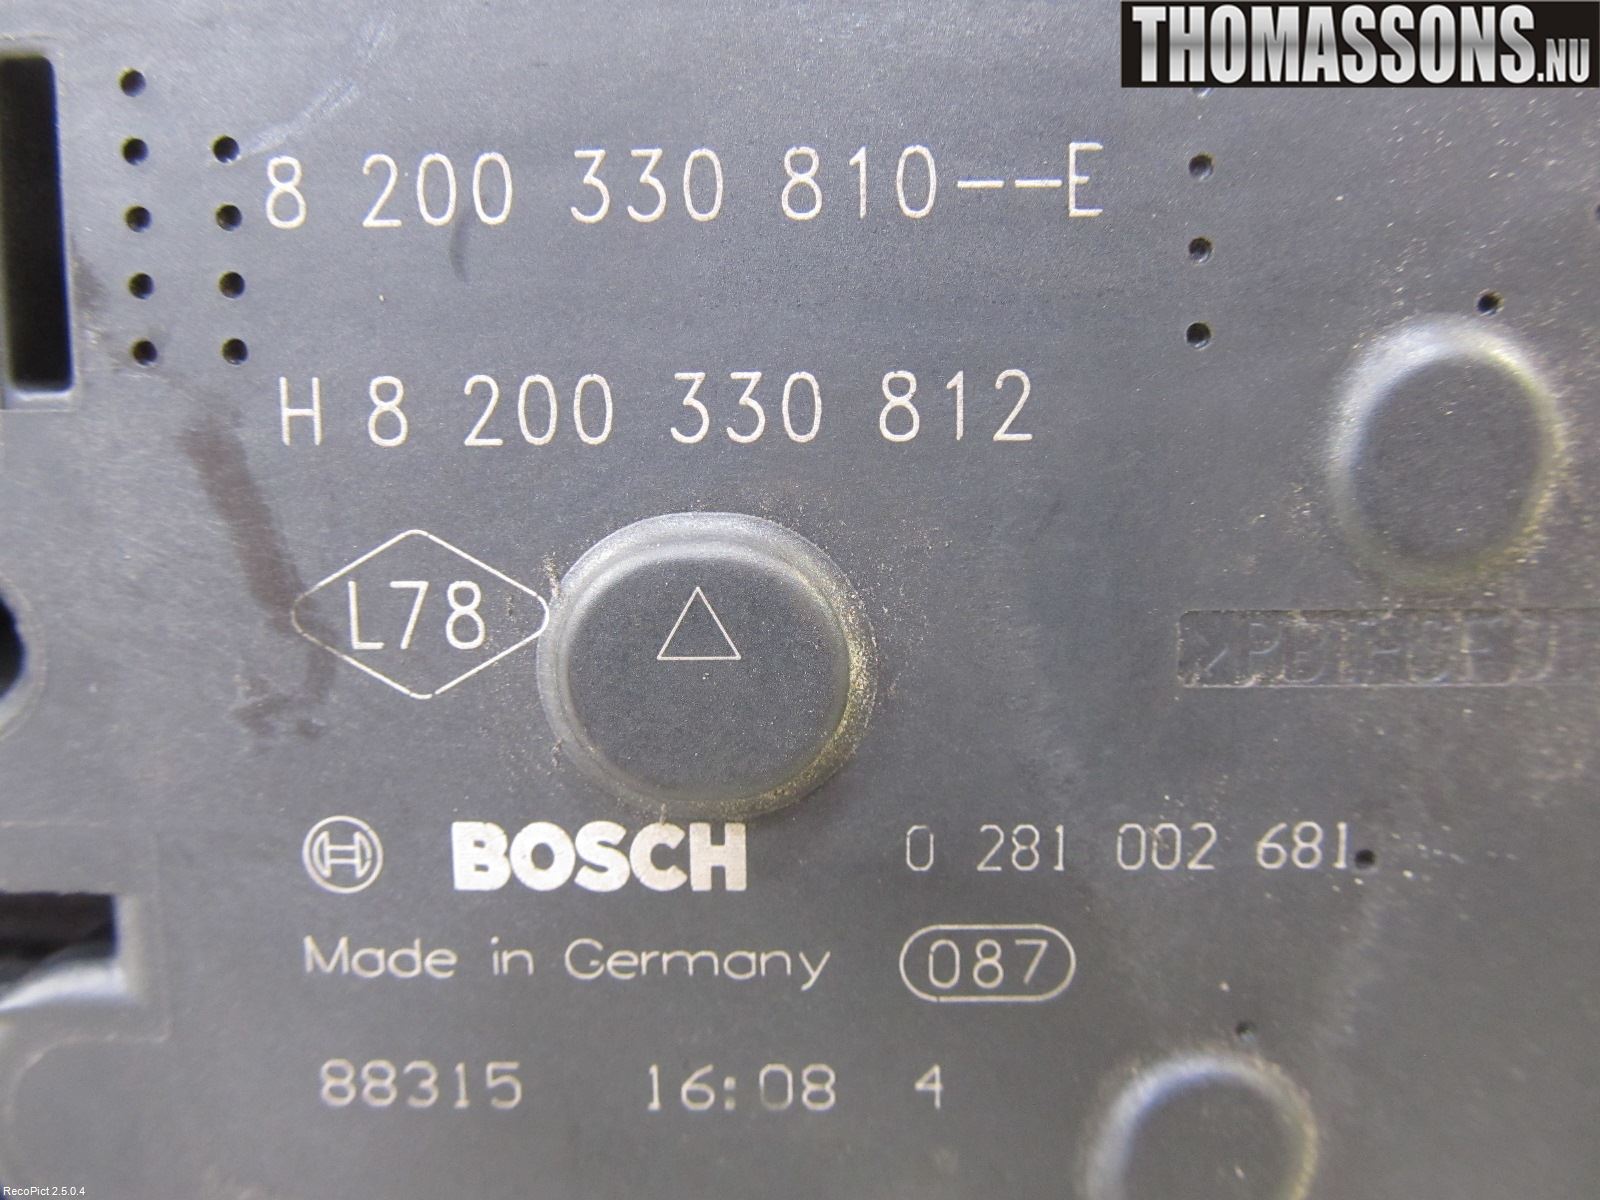 THOMASSONS.NU
8 200 330 810--E
H 8 200 330 812
L78
BOSCH 0 281 002 681
Made in Germany 087
88315 16:08 4
RecoPict 2.5.0.4